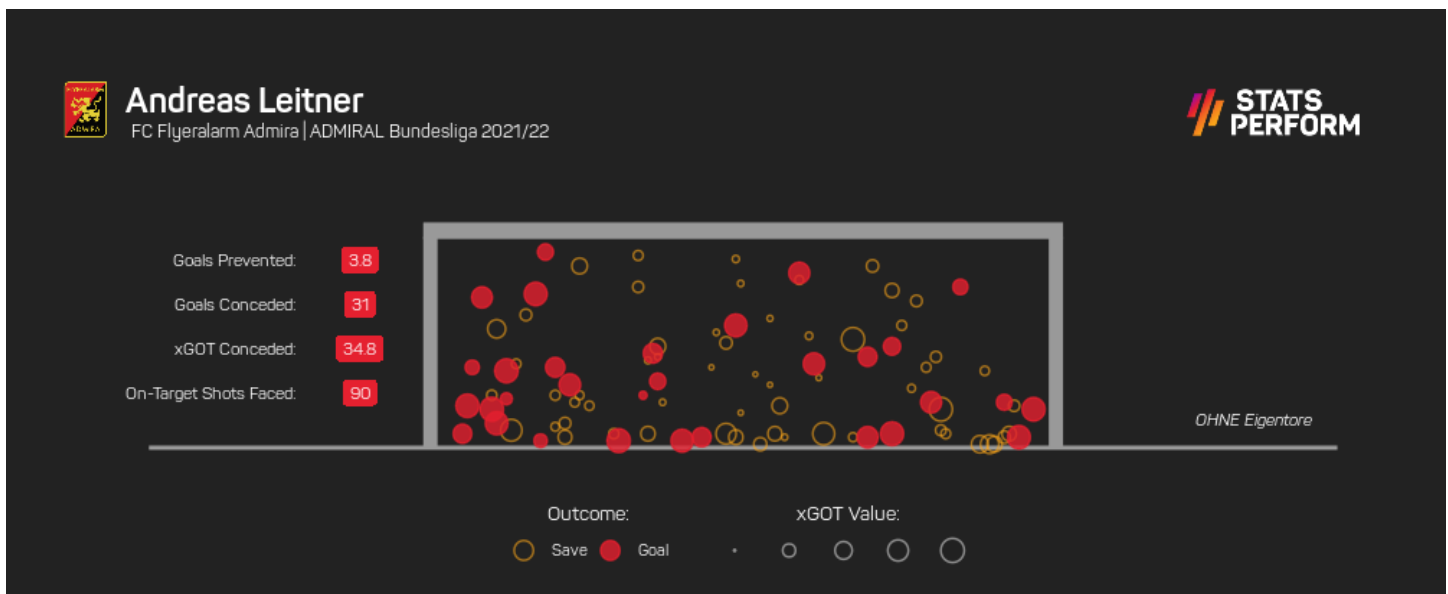 Andreas Leitner
FC Flyeralarm Admira | ADMIRAL Bundesliga 2021/22
STATS
PERFORM
Goals Prevented: 3.8
Goals Conceded: 31
xGOT Conceded: 34.8
On-Target Shots Faced: 90
OHNE Eigentore
Outcome: xGOT Value:
Save Goal